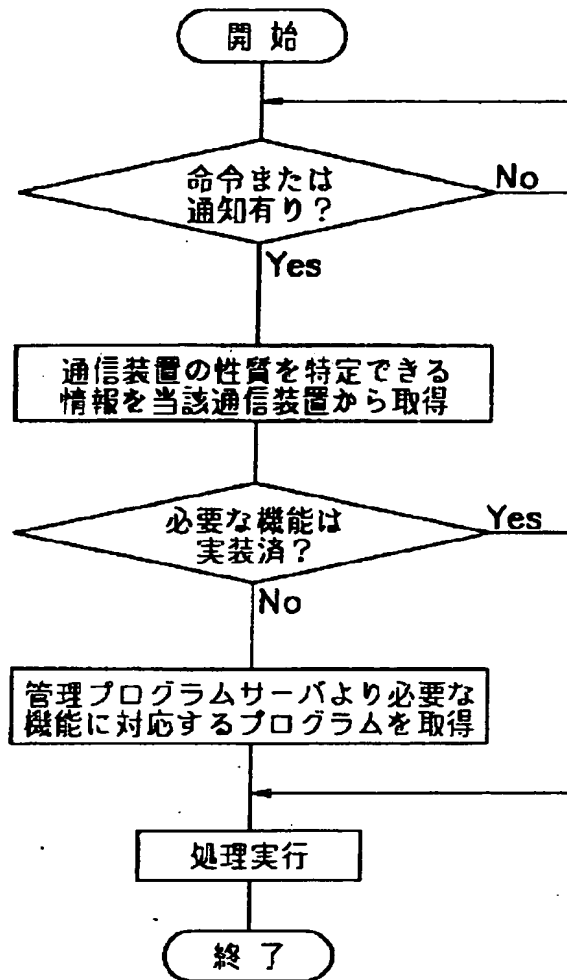 開始
命令または
通知有り？
No
Yes
通信装置の性質を特定できる
情報を当該通信装置から取得
必要な機能は
実装済？
Yes
No
管理プログラムサーバより必要な
機能に対応するプログラムを取得
処理実行
終了